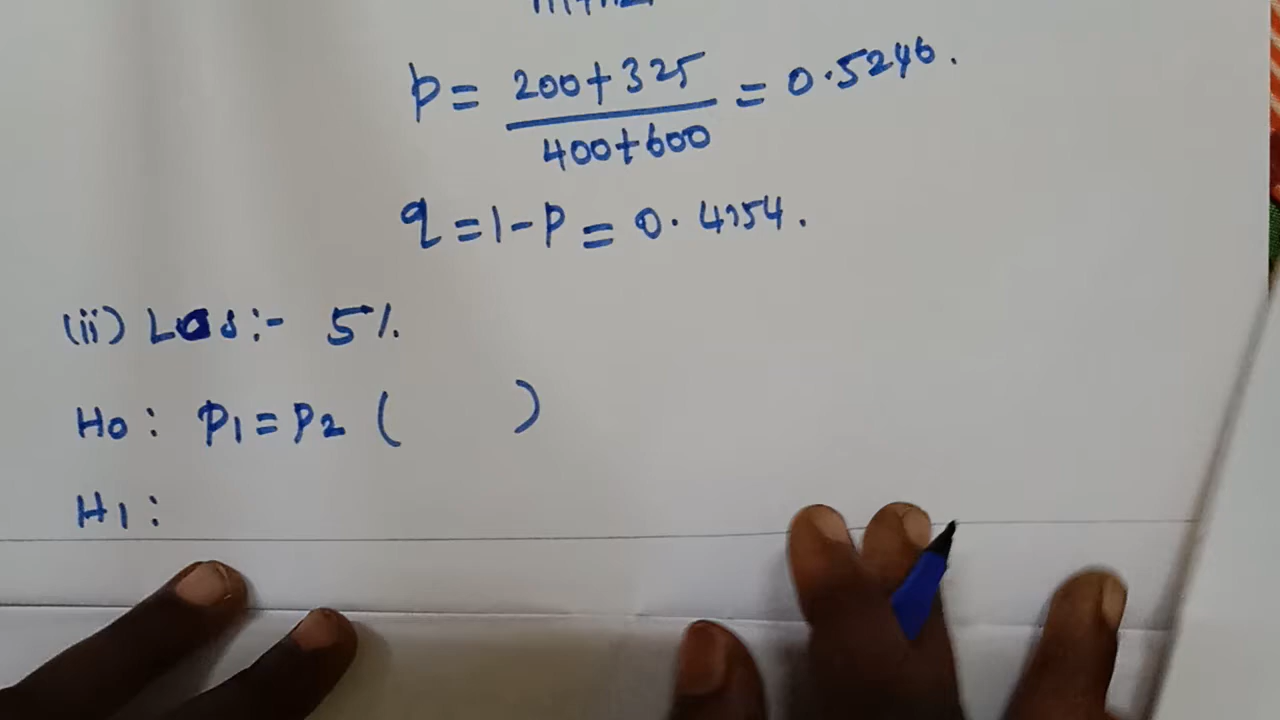 p = 200+325 / 400+600 = 0.5246.
q = 1-p = 0.4754.
(ii) Los:- 5%.
H0: P1 = P2 ( )
H1: